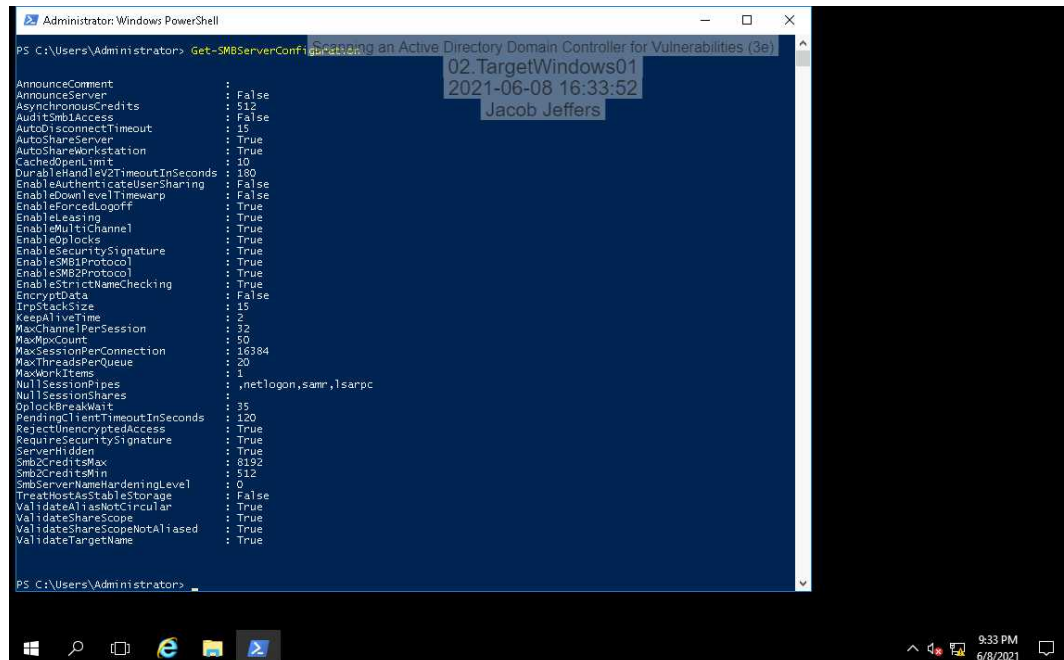 Administrator: Windows PowerShell
PS C:\Users\Administrator> Get-SMBServerConfiguration
Scanning an Active Directory Domain Controller for Vulnerabilities (3e)
02.TargetWindows01
2021-06-08 16:33:52
Jacob Jeffers
AnnounceComment :
AnnounceServer : False
AsynchronousCredits : 512
AuditSmb1Access : False
AutoDisconnectTimeout : 15
AutoShareServer : True
AutoShareWorkstation : True
CachedOpenLimit : 10
DurableHandleV2TimeoutInSeconds : 180
EnableAuthenticateUserSharing : False
EnableDownlevelTimewarp : False
EnableForcedLogoff : True
EnableLeasing : True
EnableMultiChannel : True
EnableOplocks : True
EnableSecuritySignature : True
EnableSMB1Protocol : True
EnableSMB2Protocol : True
EnableStrictNameChecking : True
EncryptData : False
IrpStackSize : 15
KeepAliveTime : 2
MaxChannelPerSession : 32
MaxMpxCount : 50
MaxSessionPerConnection : 16384
MaxThreadsPerQueue : 20
MaxWorkItems : 1
NullSessionPipes : ,netlogon,samr,lsarpc
NullSessionShares :
OplockBreakWait : 35
PendingClientTimeoutInSeconds : 120
RejectUnencryptedAccess : True
RequireSecuritySignature : True
ServerHidden : True
Smb2CreditsMax : 8192
Smb2CreditsMin : 512
SmbServerNameHardeningLevel : 0
TreatHostAsStableStorage : False
ValidateAliasNotCircular : True
ValidateShareScope : True
ValidateShareScopeNotAliased : True
ValidateTargetName : True
PS C:\Users\Administrator> _
9:33 PM
6/8/2021